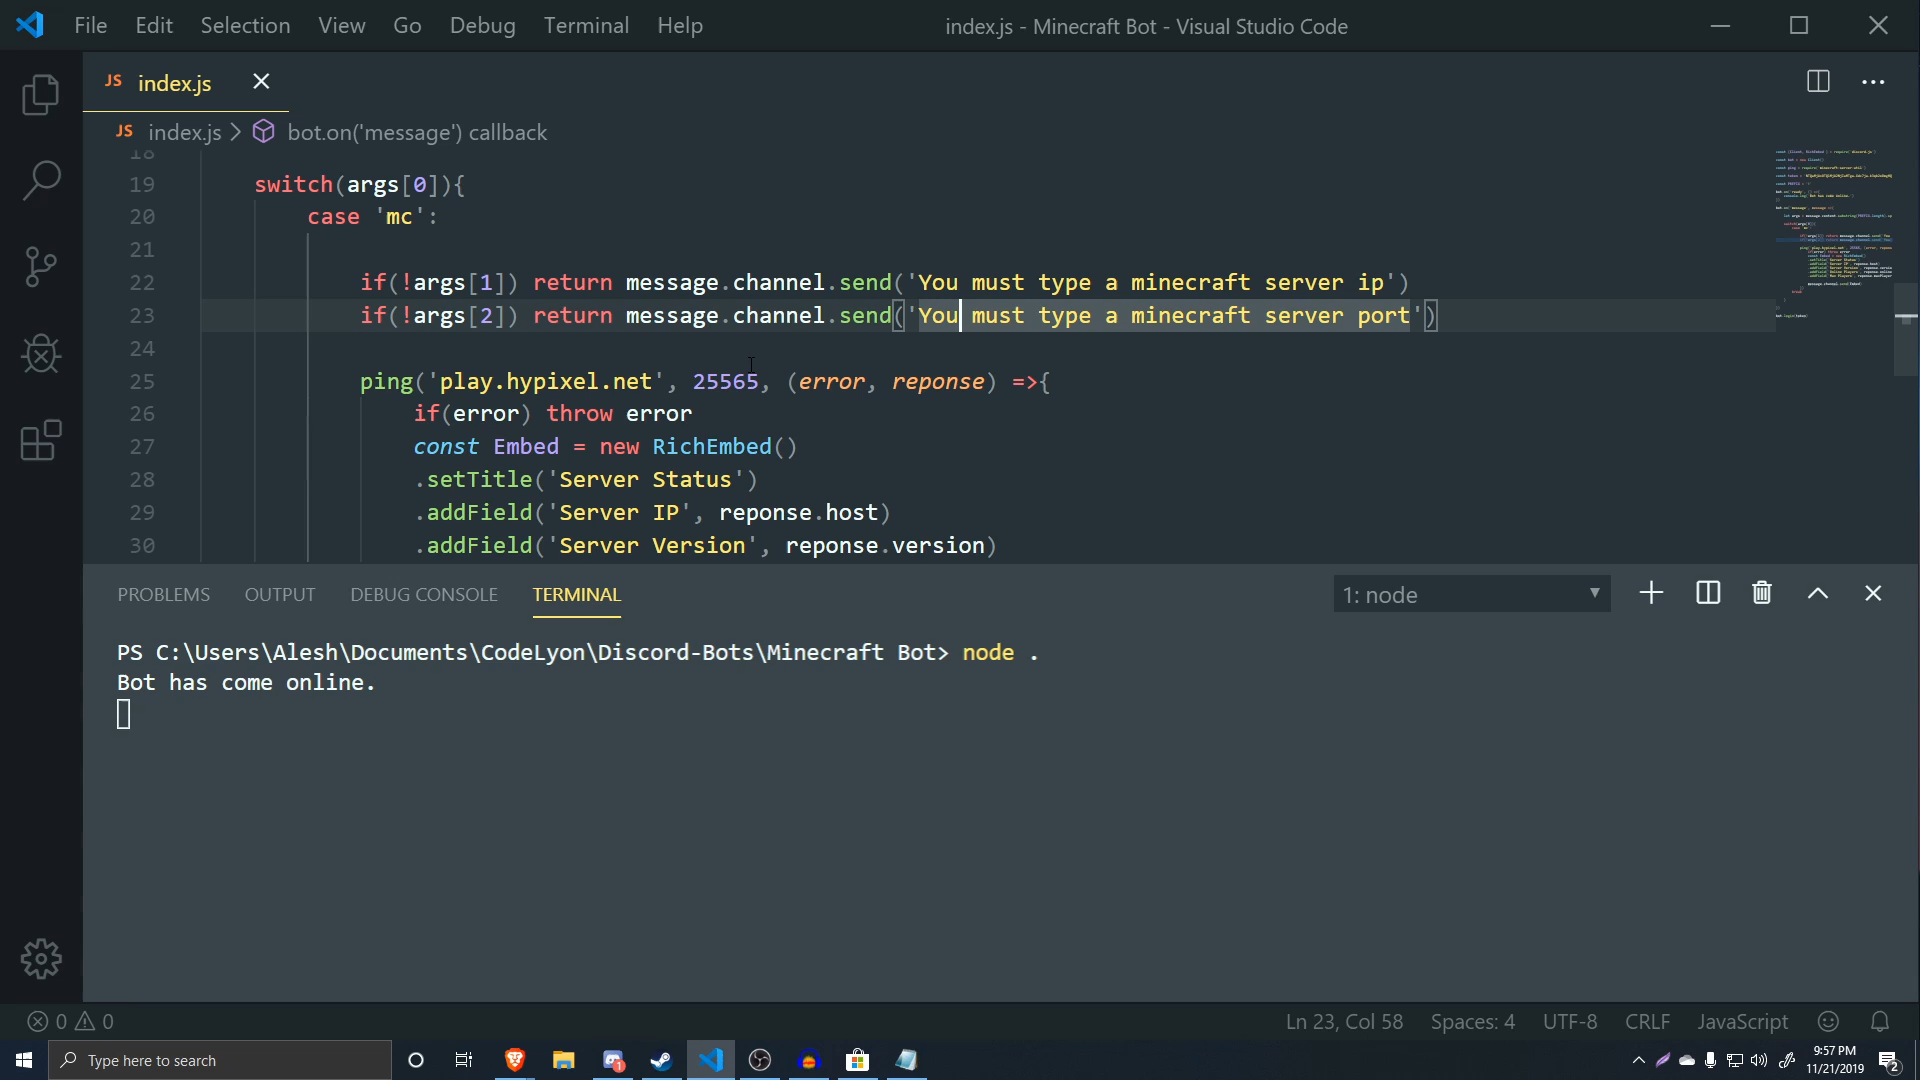 File Edit Selection View Go Debug Terminal Help index.js - Minecraft Bot - Visual Studio Code
JS index.js
JS index.js > bot.on('message') callback
18
19 switch(args[0]){
20 case 'mc':
21
22 if(!args[1]) return message.channel.send('You must type a minecraft server ip')
23 if(!args[2]) return message.channel.send('You must type a minecraft server port')
24
25 ping('play.hypixel.net', 25565, (error, reponse) =>{
26 if(error) throw error
27 const Embed = new RichEmbed()
28 .setTitle('Server Status')
29 .addField('Server IP', reponse.host)
30 .addField('Server Version', reponse.version)
PROBLEMS OUTPUT DEBUG CONSOLE TERMINAL 1: node
PS C:\Users\Alesh\Documents\CodeLyon\Discord-Bots\Minecraft Bot> node .
Bot has come online.
0 0 Ln 23, Col 58 Spaces: 4 UTF-8 CRLF JavaScript
Type here to search 1 9:57 PM
11/21/2019 2